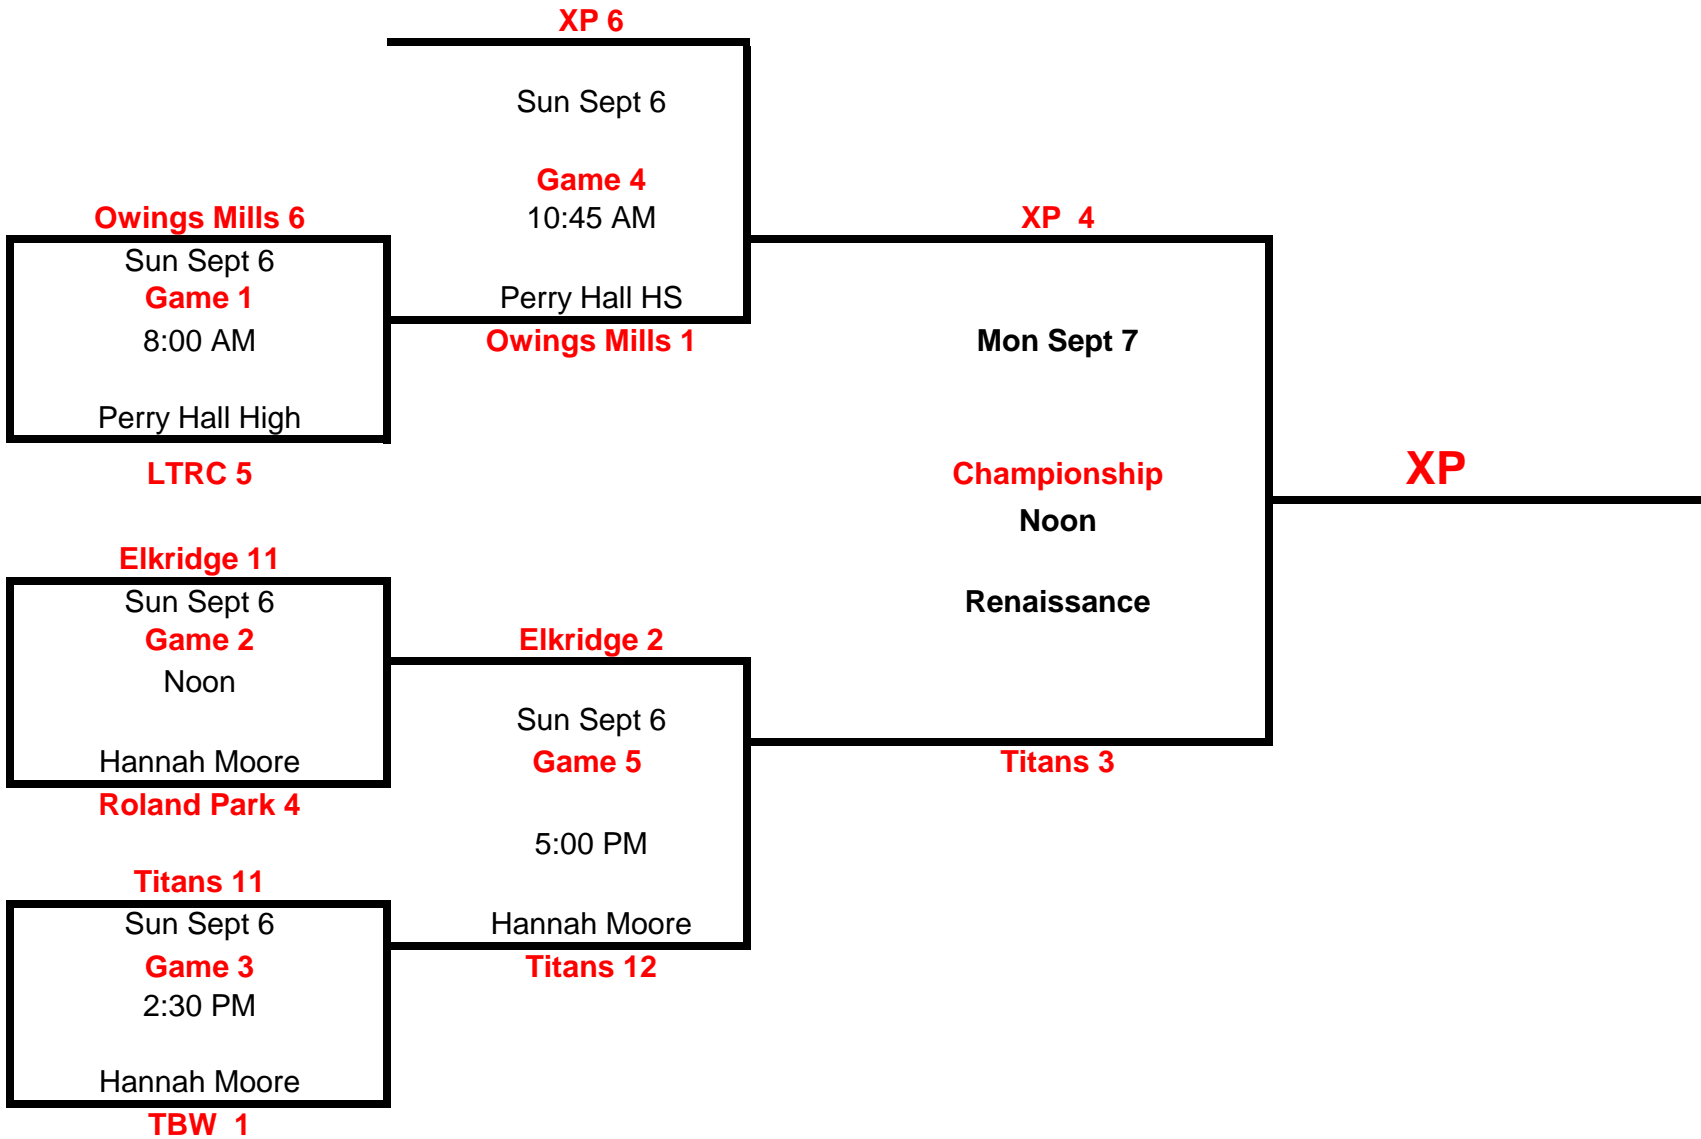 XP 6
Sun Sept 6
Game 4
10:45 AM
Perry Hall HS
Owings Mills 1
Owings Mills 6
Sun Sept 6
Game 1
8:00 AM
Perry Hall High
LTRC 5
XP  4
Mon Sept 7
Championship
Noon
Renaissance
Titans 3
XP
Elkridge 11
Sun Sept 6
Game 2
Noon
Hannah Moore
Roland Park 4
Elkridge 2
Sun Sept 6
Game 5
5:00 PM
Hannah Moore
Titans 12
Titans 11
Sun Sept 6
Game 3
2:30 PM
Hannah Moore
TBW  1